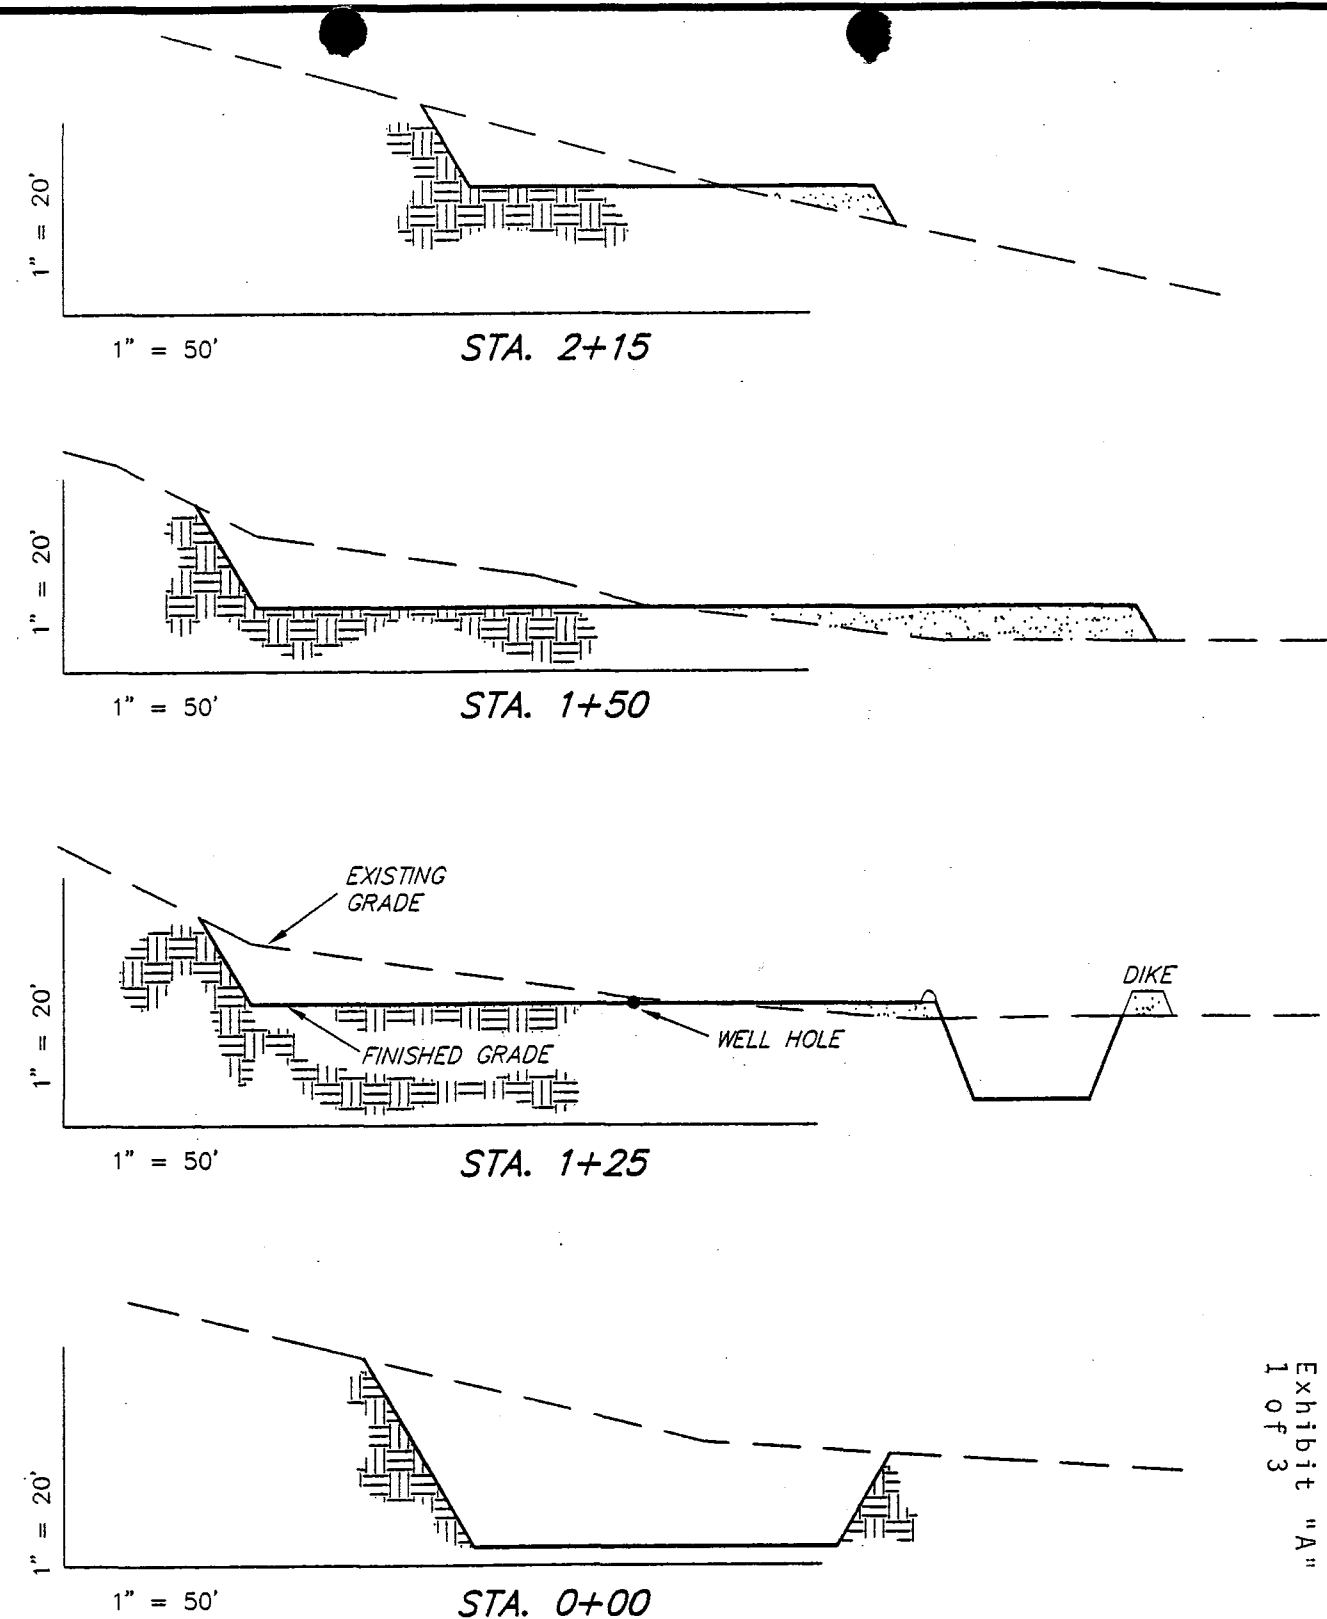 1" = 20'
1" = 50'
STA. 2+15
1" = 20'
1" = 50'
STA. 1+50
EXISTING
GRADE
DIKE
1" = 20'
FINISHED GRADE
WELL HOLE
1" = 50'
STA. 1+25
1" = 20'
1" = 50'
STA. 0+00
Exhibit "A"
1 of 3